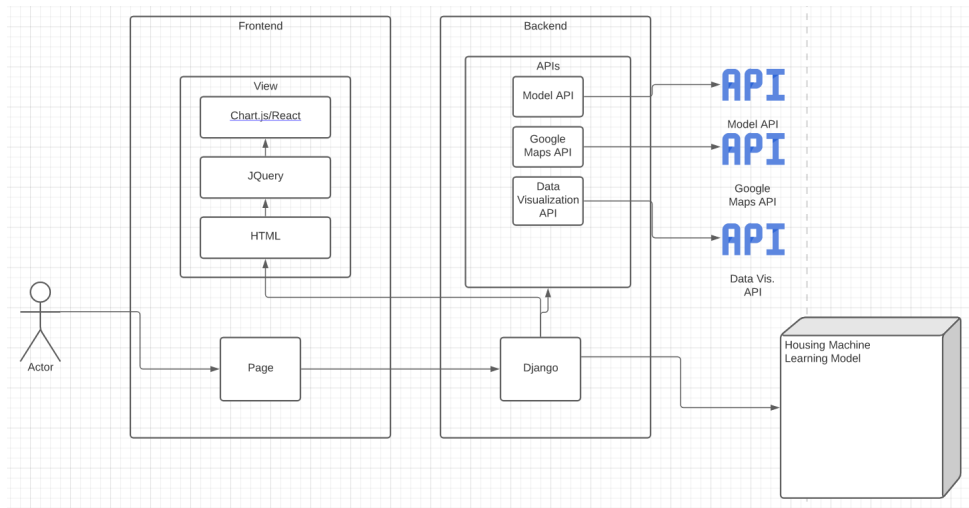 Frontend
View
Chart.js/React
JQuery
HTML
Page
Actor
Backend
APIs
Model API
Google
Maps API
Data
Visualization
API
Django
API
Model API
API
Google
Maps API
API
Data Vis.
API
Housing Machine
Learning Model